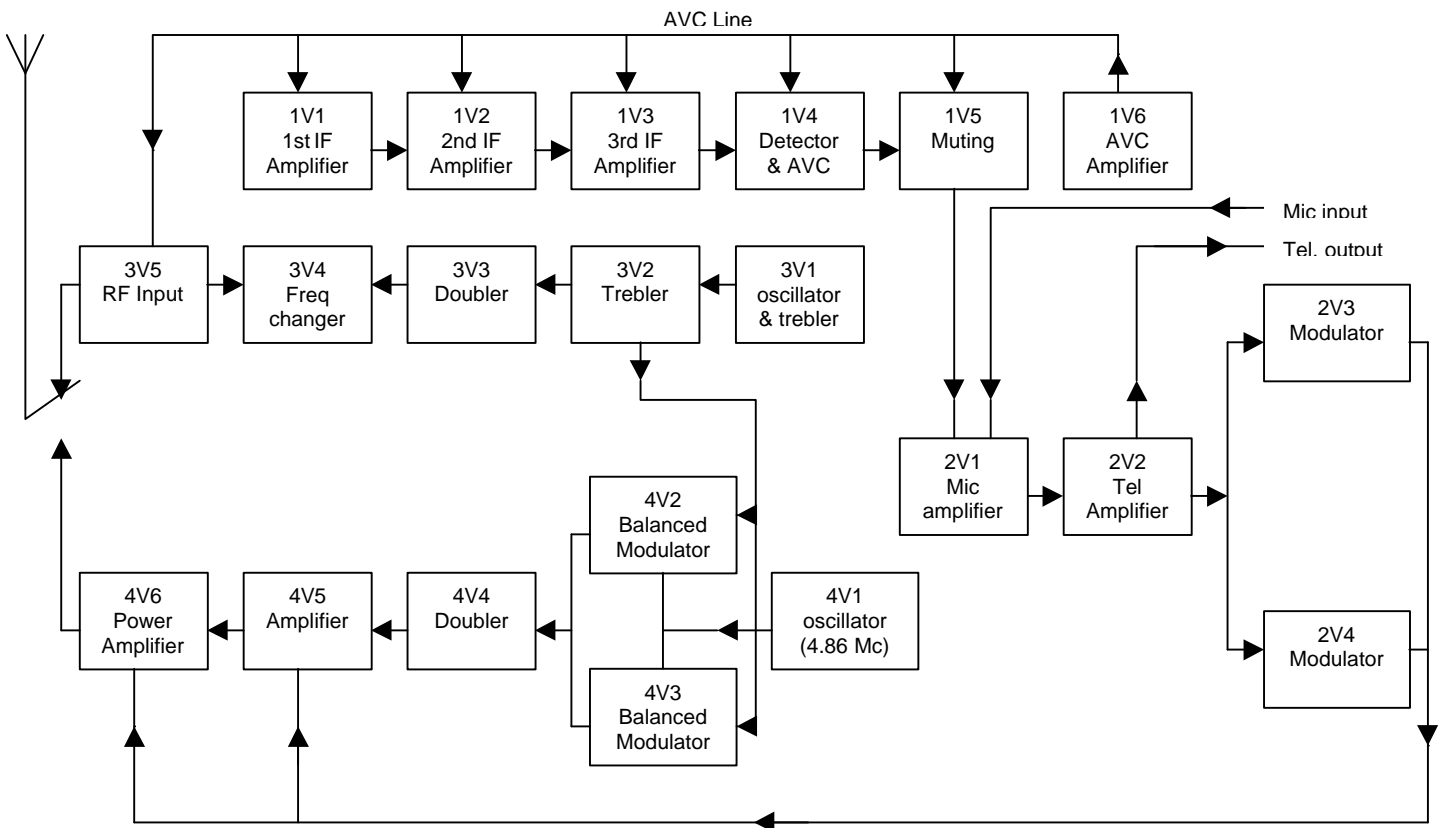 AVC Line
1V1
1st IF
Amplifier
1V2
2nd IF
Amplifier
1V3
3rd IF
Amplifier
1V4
Detector
& AVC
1V5
Muting
1V6
AVC
Amplifier
Mic input
Tel. output
3V5
RF Input
3V4
Freq
changer
3V3
Doubler
3V2
Trebler
3V1
oscillator
& trebler
2V3
Modulator
2V1
Mic
amplifier
2V2
Tel
Amplifier
4V2
Balanced
Modulator
4V6
Power
Amplifier
4V5
Amplifier
4V4
Doubler
4V1
oscillator
(4.86 Mc)
2V4
Modulator
4V3
Balanced
Modulator